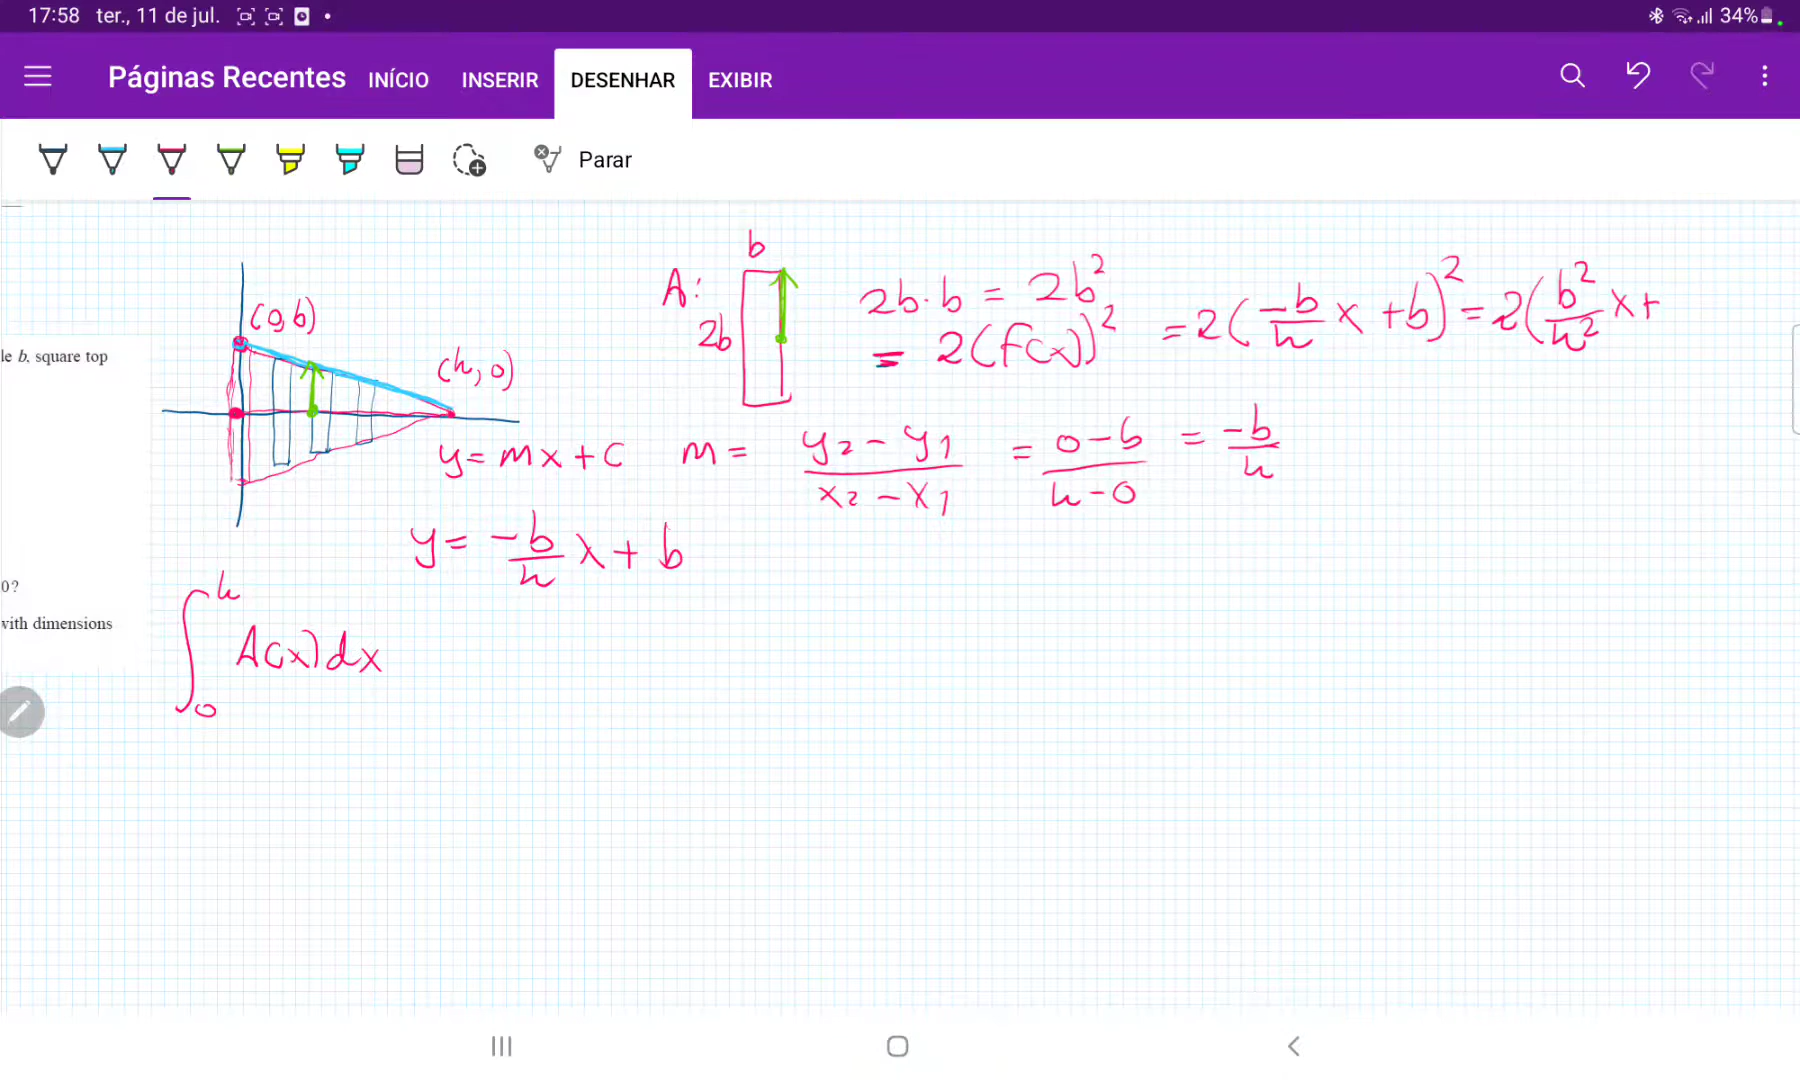 17:58 ter., 11 de jul. 34%
Páginas Recentes INÍCIO INSERIR DESENHAR EXIBIR
Parar
le b, square top
0?
with dimensions
(0,b)
(h,0)
A:
b
2b
2b·b = 2b²
= 2(f(x))² = 2(-b/h x + b)² = 2(b²/h² x +
y = mx + c m = y₂ - y₁ / x₂ - x₁ = 0 - b / h - 0 = -b/h
y = -b/h x + b
∫₀ʰ A(x)dx